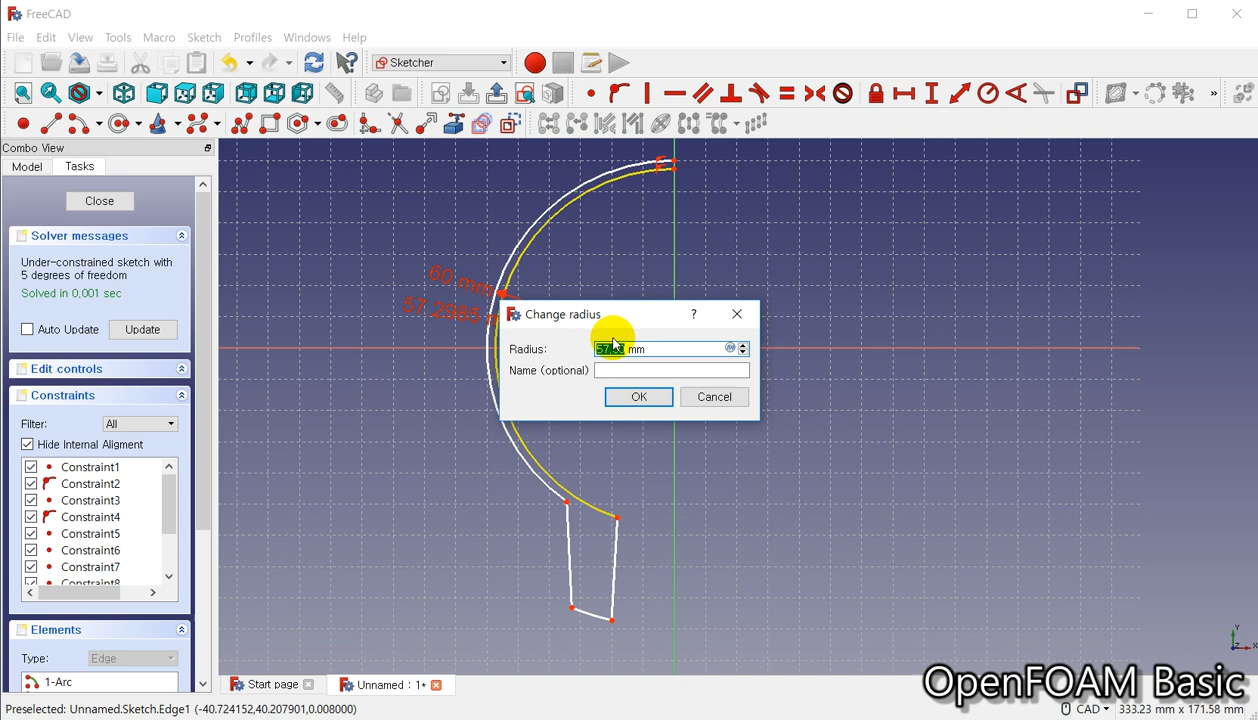 FreeCAD
File Edit View Tools Macro Sketch Profiles Windows Help
Sketcher
Combo View
Model Tasks
Close
Solver messages
Under-constrained sketch with
5 degrees of freedom
Solved in 0,001 sec
Auto Update Update
Edit controls
Constraints
Filter: All
Hide Internal Aligment
Constraint1
Constraint2
Constraint3
Constraint4
Constraint5
Constraint6
Constraint7
Constraint8
Elements
Type: Edge
1-Arc
60 mm
57.2985
Change radius ?
Radius: mm
Name (optional)
OK Cancel
Start page Unnamed : 1*
Y
X
OpenFOAM Basic
Preselected: Unnamed.Sketch.Edge1 (-40.724152,40.207901,0.008000) CAD 333.23 mm x 171.58 mm